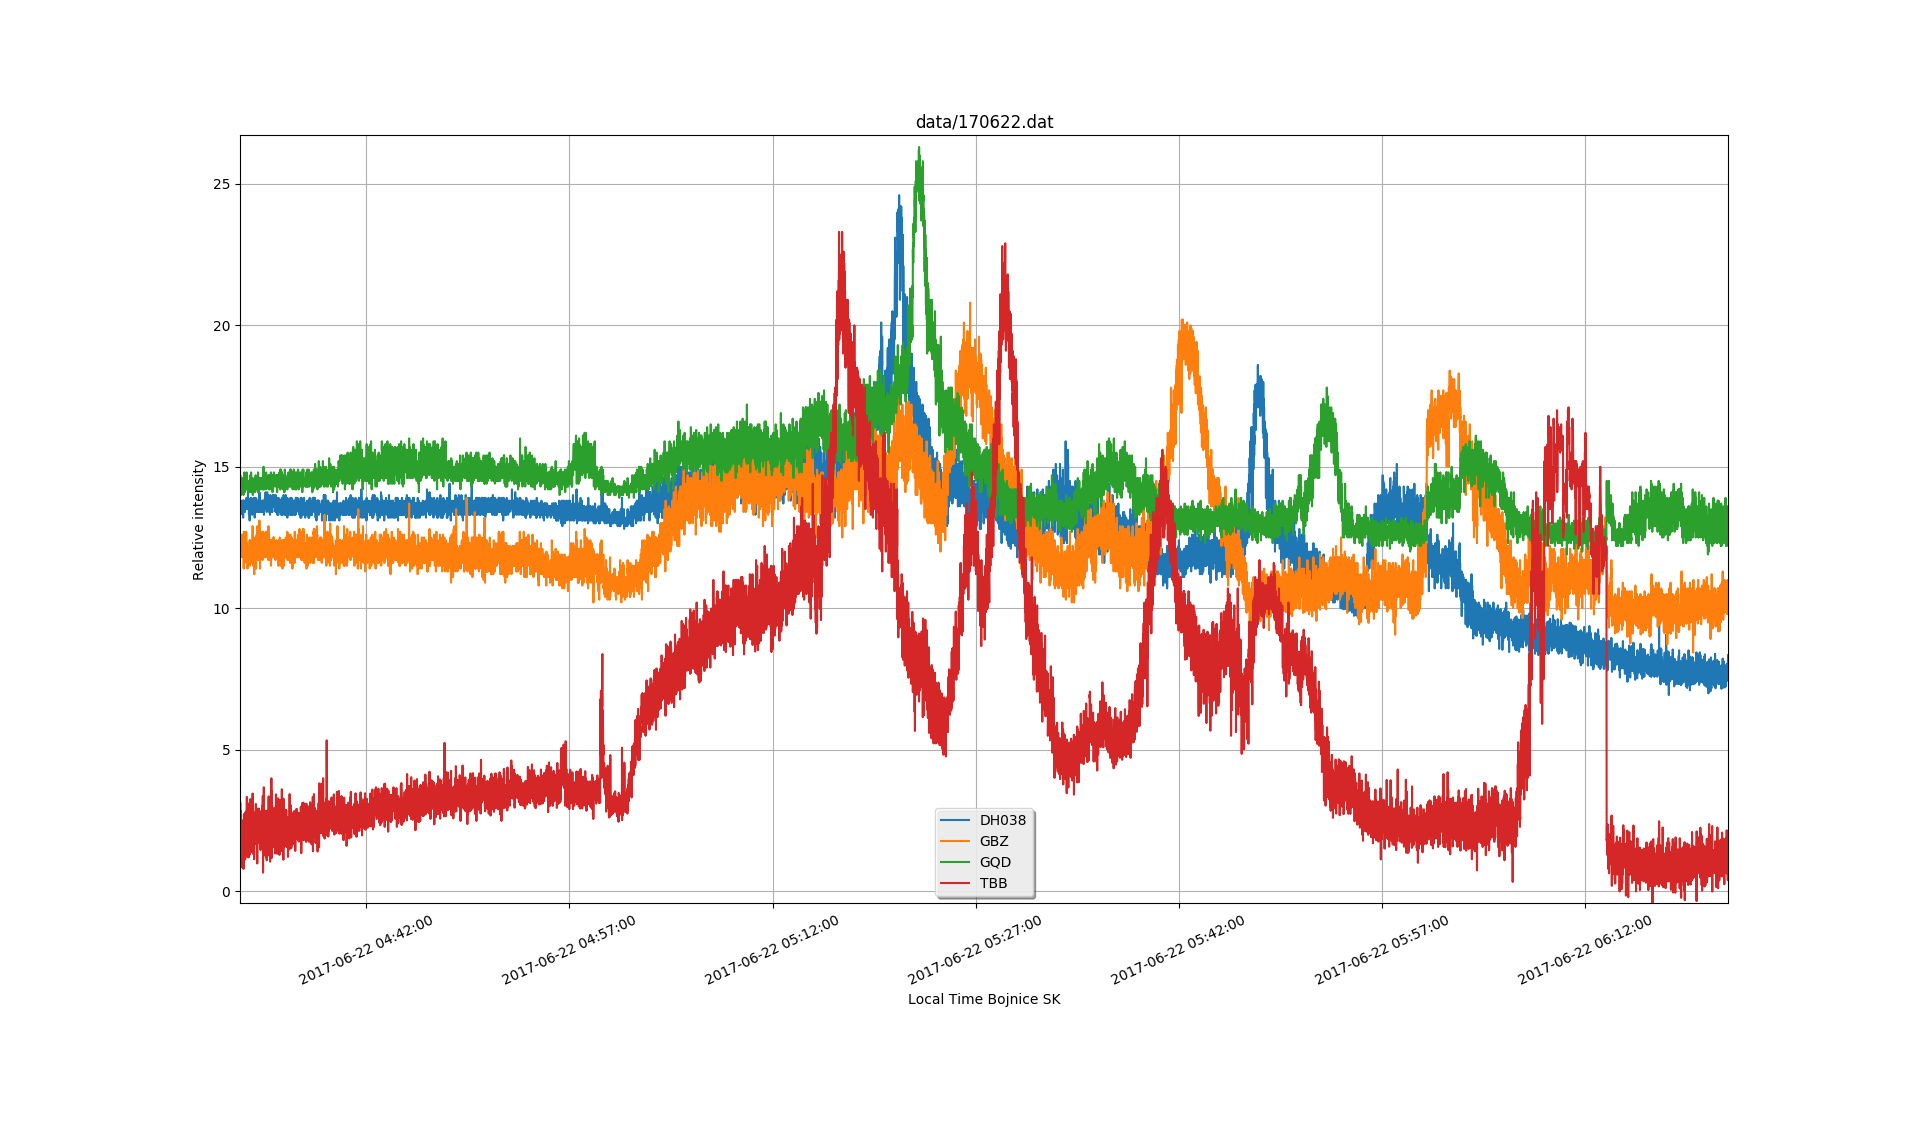 data/170622.dat
Relative intensity
25
20
15
10
5
0
DH038
GBZ
GQD
TBB
2017-06-22 04:42:00
2017-06-22 04:57:00
2017-06-22 05:12:00
2017-06-22 05:27:00
2017-06-22 05:42:00
2017-06-22 05:57:00
2017-06-22 06:12:00
Local Time Bojnice SK